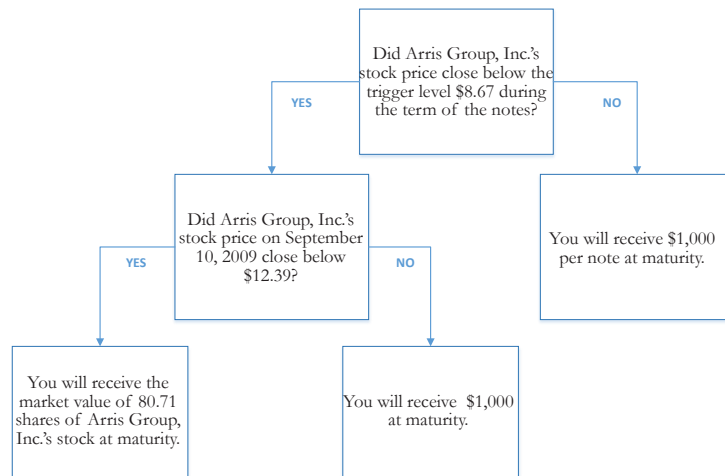 Did Arris Group, Inc.'s
stock price close below the
trigger level $8.67 during
the term of the notes?
YES
NO
Did Arris Group, Inc.'s
stock price on September
10, 2009 close below
$12.39?
You will receive $1,000
per note at maturity.
YES
NO
You will receive the
market value of 80.71
shares of Arris Group,
Inc.'s stock at maturity.
You will receive $1,000
at maturity.